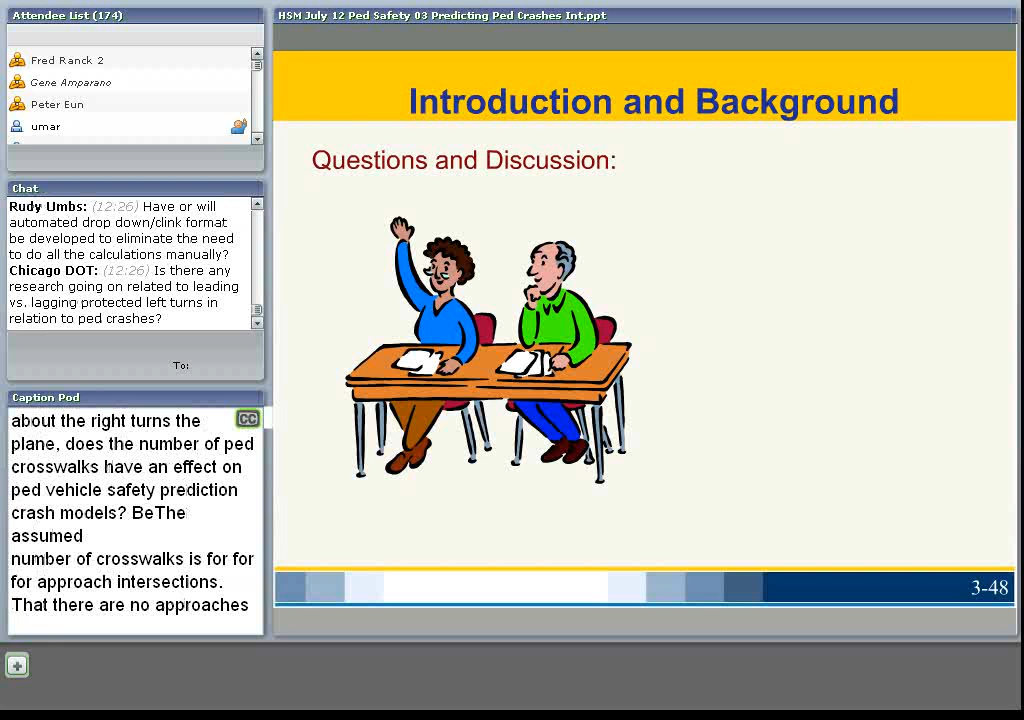 Attendee List (174)
Fred Ranck 2
Gene Amparano
Peter Eun
umar
Chat
Rudy Umbs: (12:26) Have or will
automated drop down/clink format
be developed to eliminate the need
to do all the calculations manually?
Chicago DOT: (12:26) Is there any
research going on related to leading
vs. lagging protected left turns in
relation to ped crashes?
To:
Caption Pod
CC
about the right turns the
plane, does the number of ped
crosswalks have an effect on
ped vehicle safety prediction
crash models? BeThe
assumed
number of crosswalks is for for
for approach intersections.
That there are no approaches
HSM July 12 Ped Safety 03 Predicting Ped Crashes Int.ppt
Introduction and Background
Questions and Discussion:
3-48